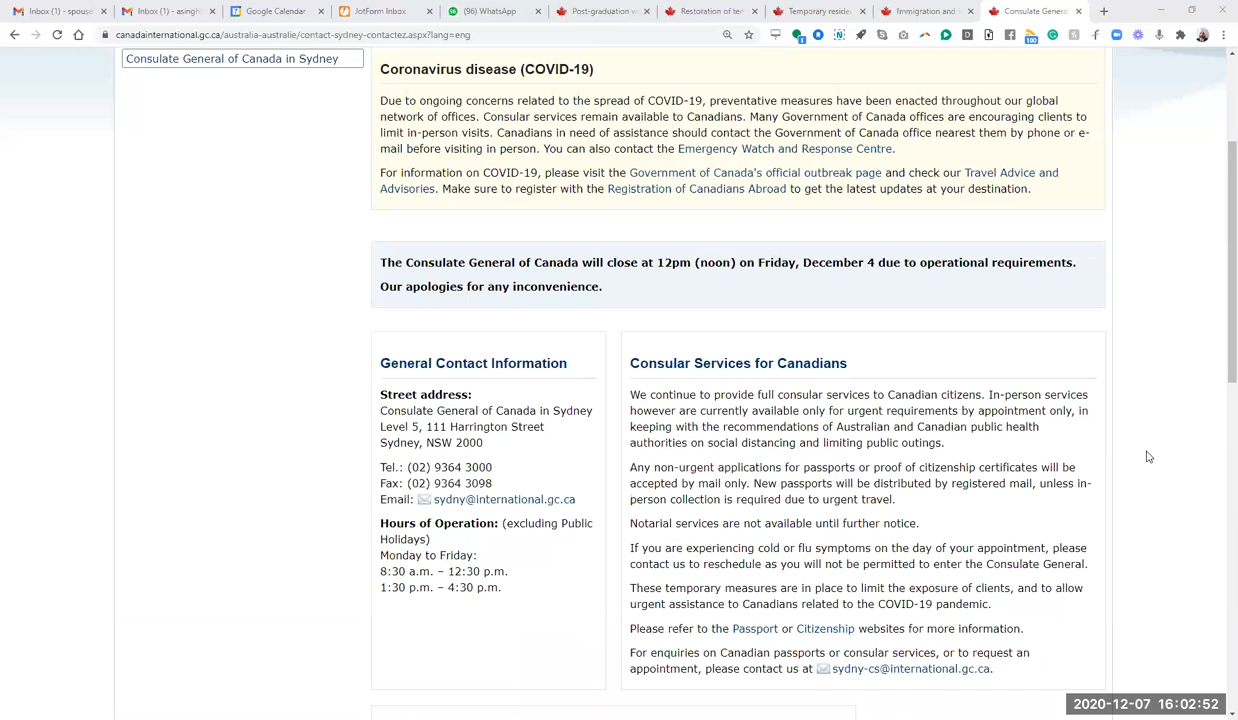 Inbox (1) - spouse
Inbox (1) - asingh
Google Calendar
JotForm Inbox
(96) WhatsApp
Post-graduation w
Restoration of tem
Temporary reside
Immigration and
Consulate General
canadainternational.gc.ca/australia-australie/contact-sydney-contactez.aspx?lang=eng
Consulate General of Canada in Sydney
Coronavirus disease (COVID-19)
Due to ongoing concerns related to the spread of COVID-19, preventative measures have been enacted throughout our global
network of offices. Consular services remain available to Canadians. Many Government of Canada offices are encouraging clients to
limit in-person visits. Canadians in need of assistance should contact the Government of Canada office nearest them by phone or e-
mail before visiting in person. You can also contact the Emergency Watch and Response Centre.
For information on COVID-19, please visit the Government of Canada's official outbreak page and check our Travel Advice and
Advisories. Make sure to register with the Registration of Canadians Abroad to get the latest updates at your destination.
The Consulate General of Canada will close at 12pm (noon) on Friday, December 4 due to operational requirements.
Our apologies for any inconvenience.
General Contact Information
Street address:
Consulate General of Canada in Sydney
Level 5, 111 Harrington Street
Sydney, NSW 2000
Tel.: (02) 9364 3000
Fax: (02) 9364 3098
Email: sydny@international.gc.ca
Hours of Operation: (excluding Public
Holidays)
Monday to Friday:
8:30 a.m. – 12:30 p.m.
1:30 p.m. – 4:30 p.m.
Consular Services for Canadians
We continue to provide full consular services to Canadian citizens. In-person services
however are currently available only for urgent requirements by appointment only, in
keeping with the recommendations of Australian and Canadian public health
authorities on social distancing and limiting public outings.
Any non-urgent applications for passports or proof of citizenship certificates will be
accepted by mail only. New passports will be distributed by registered mail, unless in-
person collection is required due to urgent travel.
Notarial services are not available until further notice.
If you are experiencing cold or flu symptoms on the day of your appointment, please
contact us to reschedule as you will not be permitted to enter the Consulate General.
These temporary measures are in place to limit the exposure of clients, and to allow
urgent assistance to Canadians related to the COVID-19 pandemic.
Please refer to the Passport or Citizenship websites for more information.
For enquiries on Canadian passports or consular services, or to request an
appointment, please contact us at sydny-cs@international.gc.ca.
2020-12-07 16:02:52